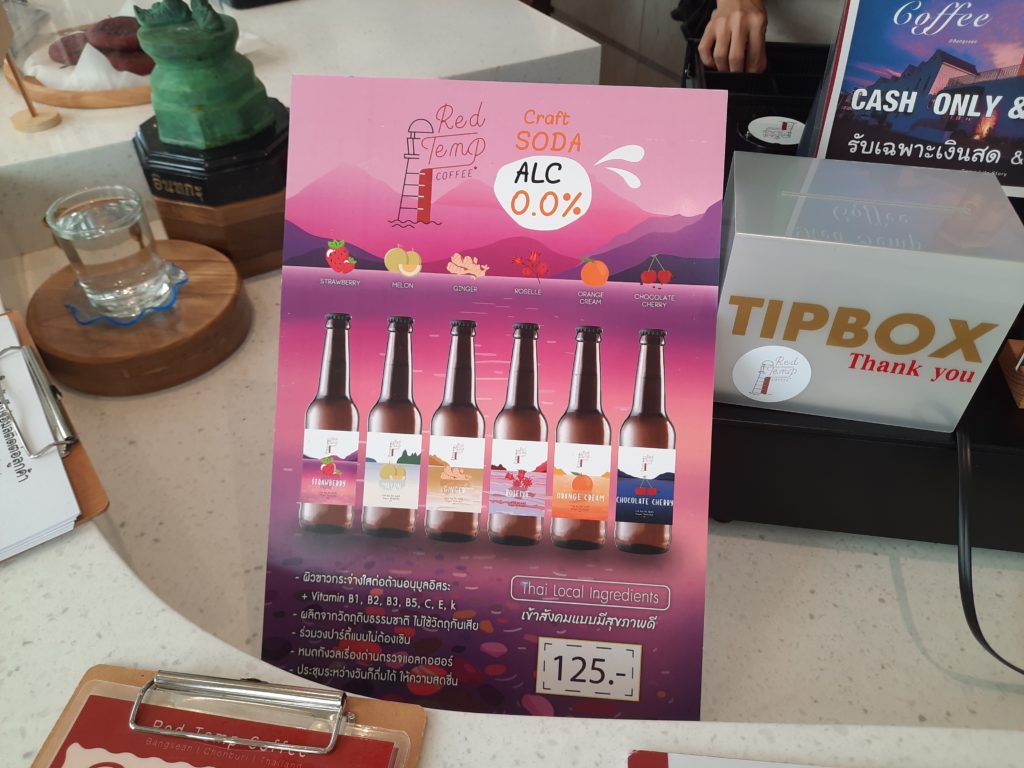 Red
Temp
COFFEE
Craft
SODA
ALC
0.0%
STRAWBERRY
MELON
GINGER
ROSELLE
ORANGE CREAM
CHOCOLATE CHERRY
STRAWBERRY
MELON
GINGER
ROSELLE
ORANGE CREAM
CHOCOLATE CHERRY
- ผิวขาวกระจ่างใสต่อต้านอนุมูลอิสระ
+ Vitamin B1, B2, B3, B5, C, E, k
- ผลิตจากวัตถุดิบธรรมชาติ ไม่ใช้วัตถุกันเสีย
- ร่วมวงปาร์ตี้แบบไม่ต้องเขิน
- หมดกังวลเรื่องด่านตรวจแอลกอฮอร์
- ประชุมระหว่างวันก็ดื่มได้ ให้ความสดชื่น
Thai Local Ingredients
เข้าสังคมแบบมีสุขภาพดี
125.-
Coffee
CASH ONLY &
รับเฉพาะเงินสด &
TIPBOX
Thank you
Red
Temp
COFFEE
Red Temp Coffee
Bangsean | Chonburi | Thailand